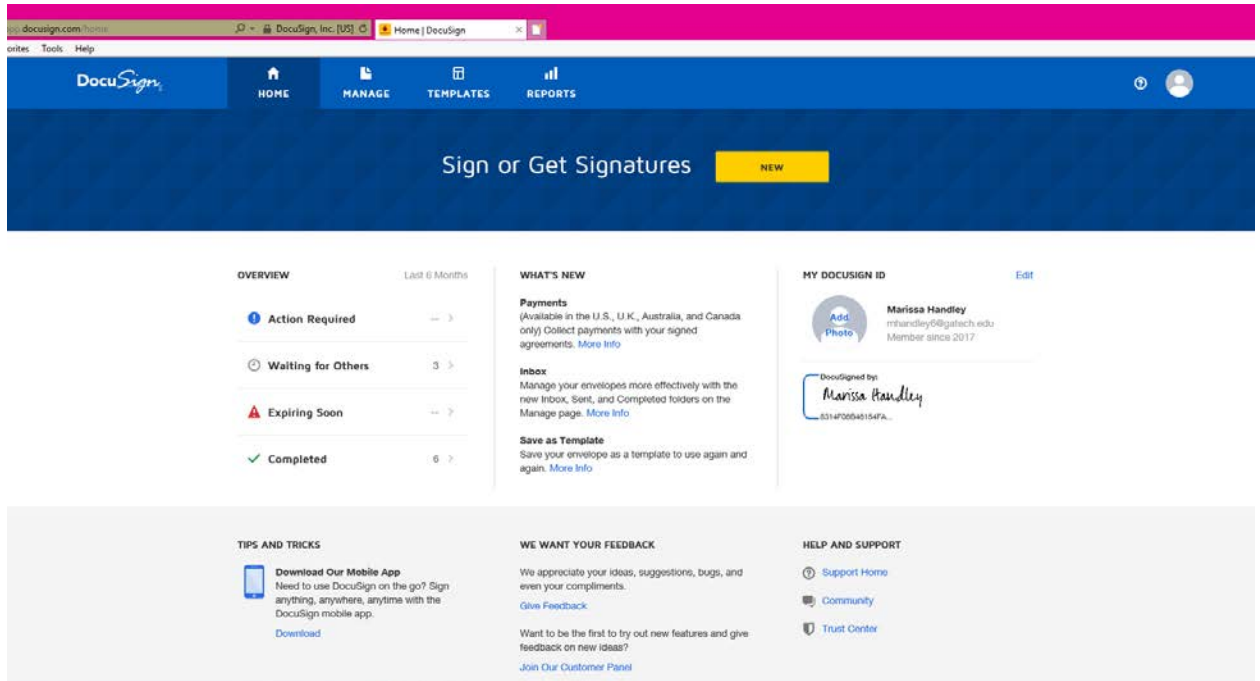 docusign.com/home
DocuSign, Inc. [US]
Home | DocuSign
Tools Help
DocuSign
HOME
MANAGE
TEMPLATES
REPORTS
Sign or Get Signatures
NEW
OVERVIEW
Last 6 Months
Action Required
--
Waiting for Others
3
Expiring Soon
--
Completed
6
WHAT'S NEW
Payments
(Available in the U.S., U.K., Australia, and Canada
only) Collect payments with your signed
agreements. More Info
Inbox
Manage your envelopes more effectively with the
new Inbox, Sent, and Completed folders on the
Manage page. More Info
Save as Template
Save your envelope as a template to use again and
again. More Info
MY DOCUSIGN ID
Edit
Add
Photo
Marissa Handley
mhandley6@gatech.edu
Member since 2017
DocuSigned by:
Marissa Handley
TIPS AND TRICKS
Download Our Mobile App
Need to use DocuSign on the go? Sign
anything, anywhere, anytime with the
DocuSign mobile app.
Download
WE WANT YOUR FEEDBACK
We appreciate your ideas, suggestions, bugs, and
even your compliments.
Give Feedback
Want to be the first to try out new features and give
feedback on new ideas?
Join Our Customer Panel
HELP AND SUPPORT
Support Home
Community
Trust Center